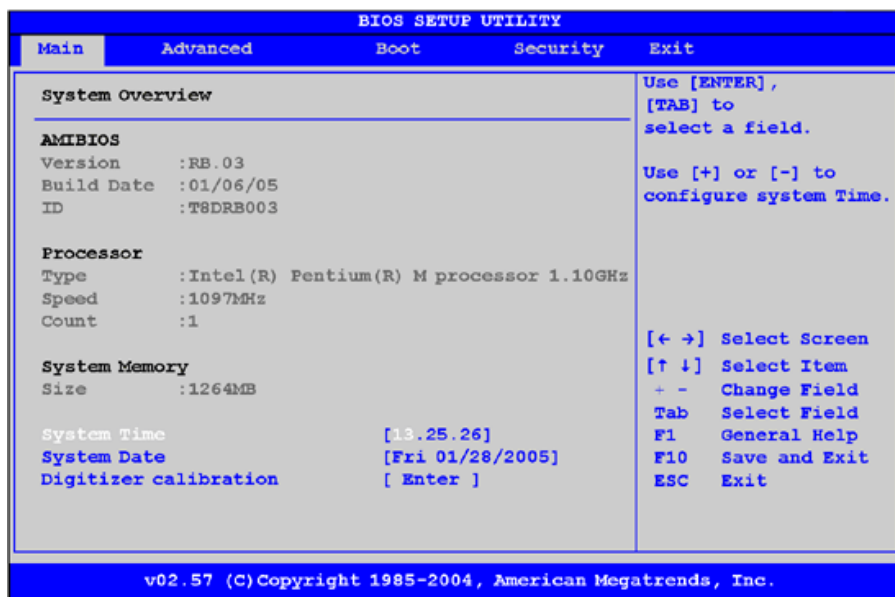 BIOS SETUP UTILITY
Main Advanced Boot Security Exit
System Overview
AMIBIOS
Version :RB.03
Build Date :01/06/05
ID :T8DRB003
Processor
Type :Intel(R) Pentium(R) M processor 1.10GHz
Speed :1097MHz
Count :1
System Memory
Size :1264MB
System Time [13.25.26]
System Date [Fri 01/28/2005]
Digitizer calibration [ Enter ]
Use [ENTER],
[TAB] to
select a field.
Use [+] or [-] to
configure system Time.
[← →] Select Screen
[↑ ↓] Select Item
+ - Change Field
Tab Select Field
F1 General Help
F10 Save and Exit
ESC Exit
v02.57 (C)Copyright 1985-2004, American Megatrends, Inc.